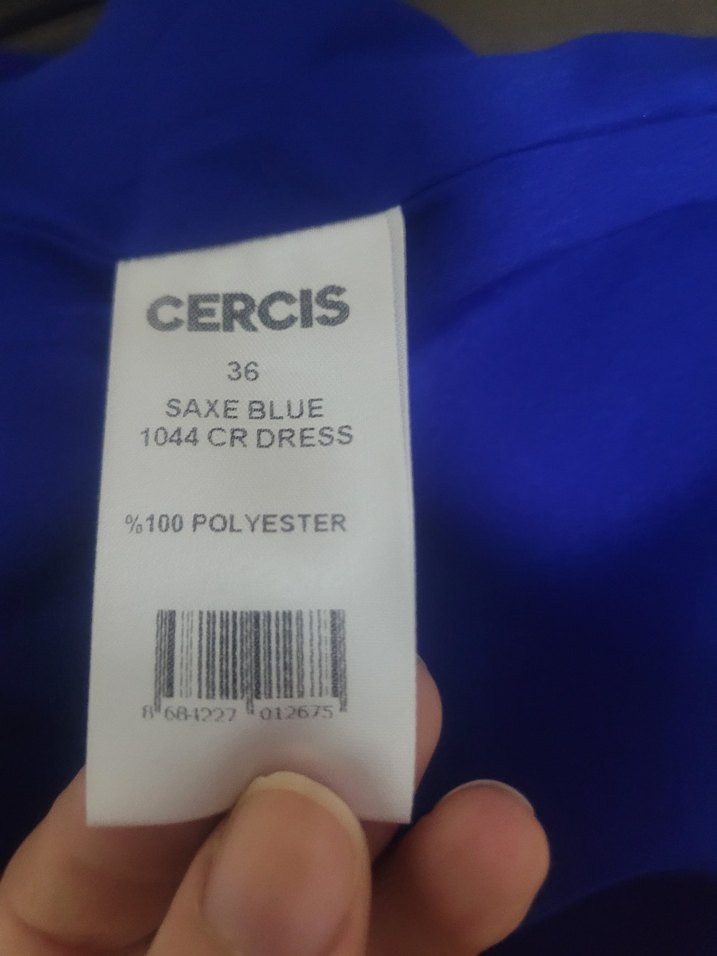 CERCIS
36
SAXE BLUE
1044 CR DRESS
%100 POLYESTER
8 684227 012675